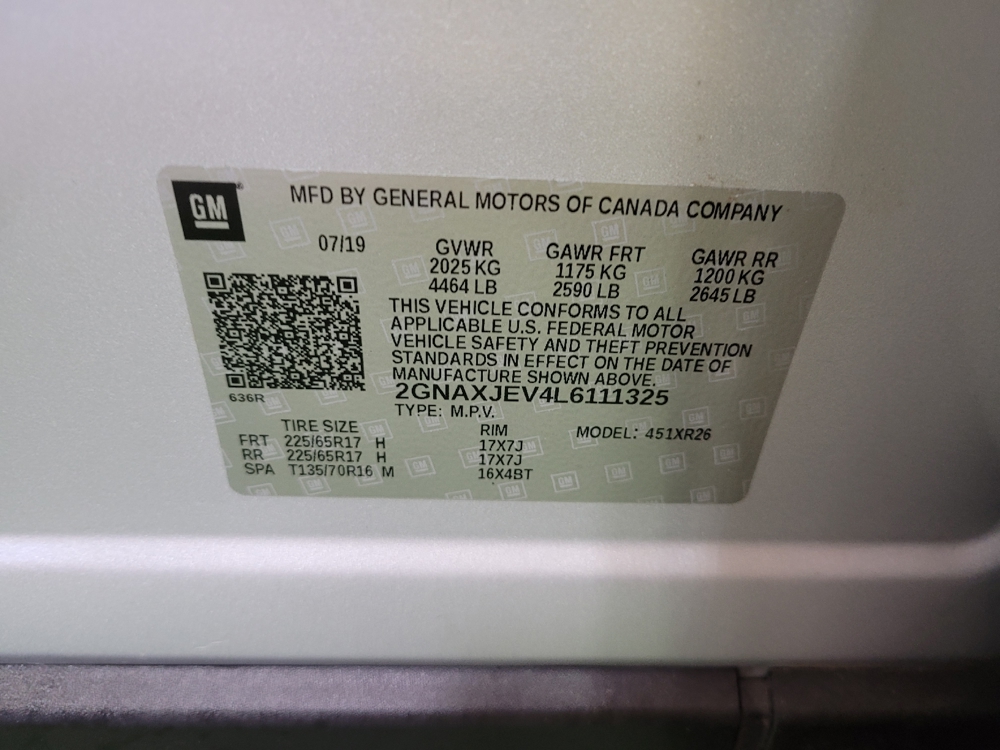 GM
MFD BY GENERAL MOTORS OF CANADA COMPANY
07/19 GVWR GAWR FRT GAWR RR
2025 KG 1175 KG 1200 KG
4464 LB 2590 LB 2645 LB
THIS VEHICLE CONFORMS TO ALL
APPLICABLE U.S. FEDERAL MOTOR
VEHICLE SAFETY AND THEFT PREVENTION
STANDARDS IN EFFECT ON THE DATE OF
MANUFACTURE SHOWN ABOVE.
636R
2GNAXJEV4L6111325
TYPE: M.P.V.
TIRE SIZE RIM MODEL: 451XR26
FRT 225/65R17 H 17X7J
RR 225/65R17 H 17X7J
SPA T135/70R16 M 16X4BT